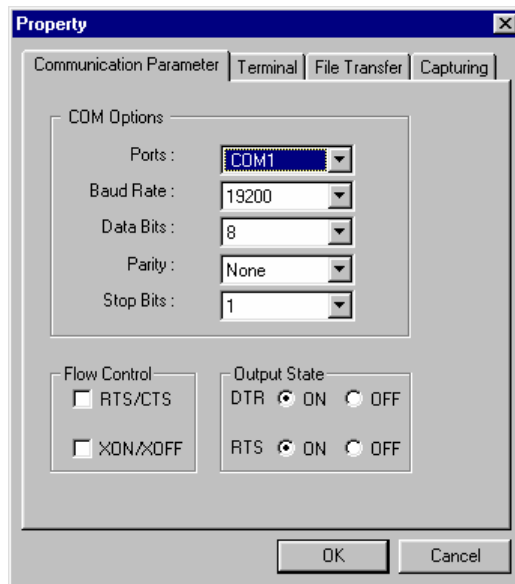 Property
Communication Parameter Terminal File Transfer Capturing
COM Options
Ports : COM1
Baud Rate : 19200
Data Bits : 8
Parity : None
Stop Bits : 1
Flow Control Output State
RTS/CTS DTR ON OFF
XON/XOFF RTS ON OFF
OK Cancel